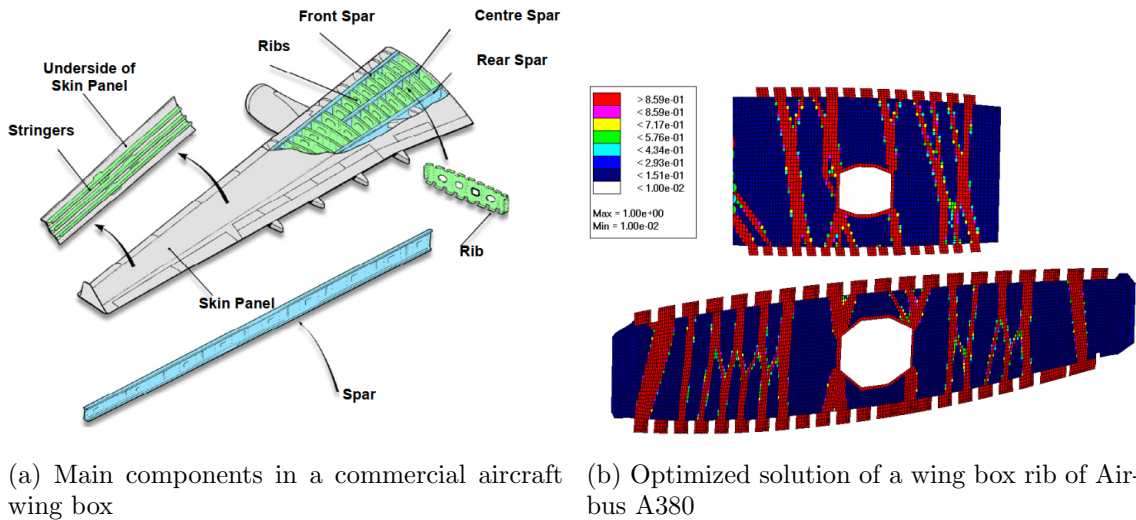 Front Spar
Centre Spar
Ribs
Rear Spar
Underside of
Skin Panel
Stringers
Rib
Skin Panel
Spar
> 8.59e-01
< 8.59e-01
< 7.17e-01
< 5.76e-01
< 4.34e-01
< 2.93e-01
< 1.51e-01
< 1.00e-02
Max = 1.00e+00
Min = 1.00e-02
(a) Main components in a commercial aircraft
wing box
(b) Optimized solution of a wing box rib of Air-
bus A380